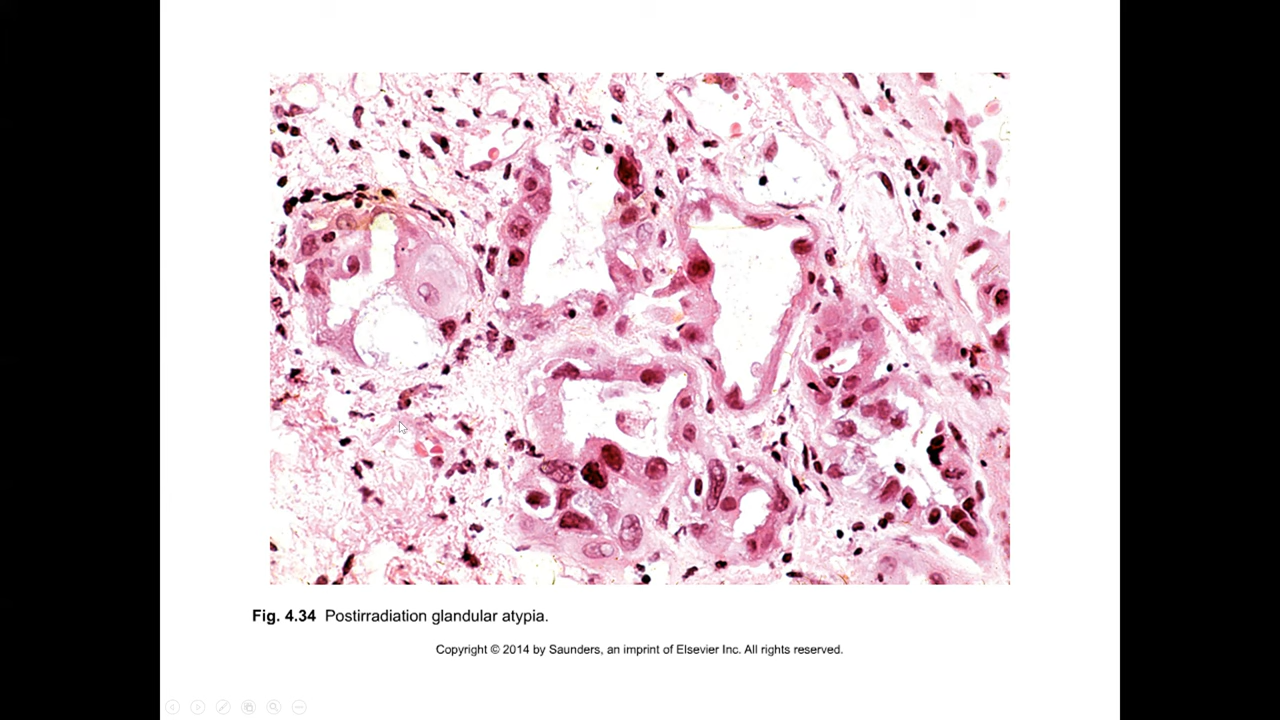 Fig. 4.34 Postirradiation glandular atypia.
Copyright © 2014 by Saunders, an imprint of Elsevier Inc. All rights reserved.